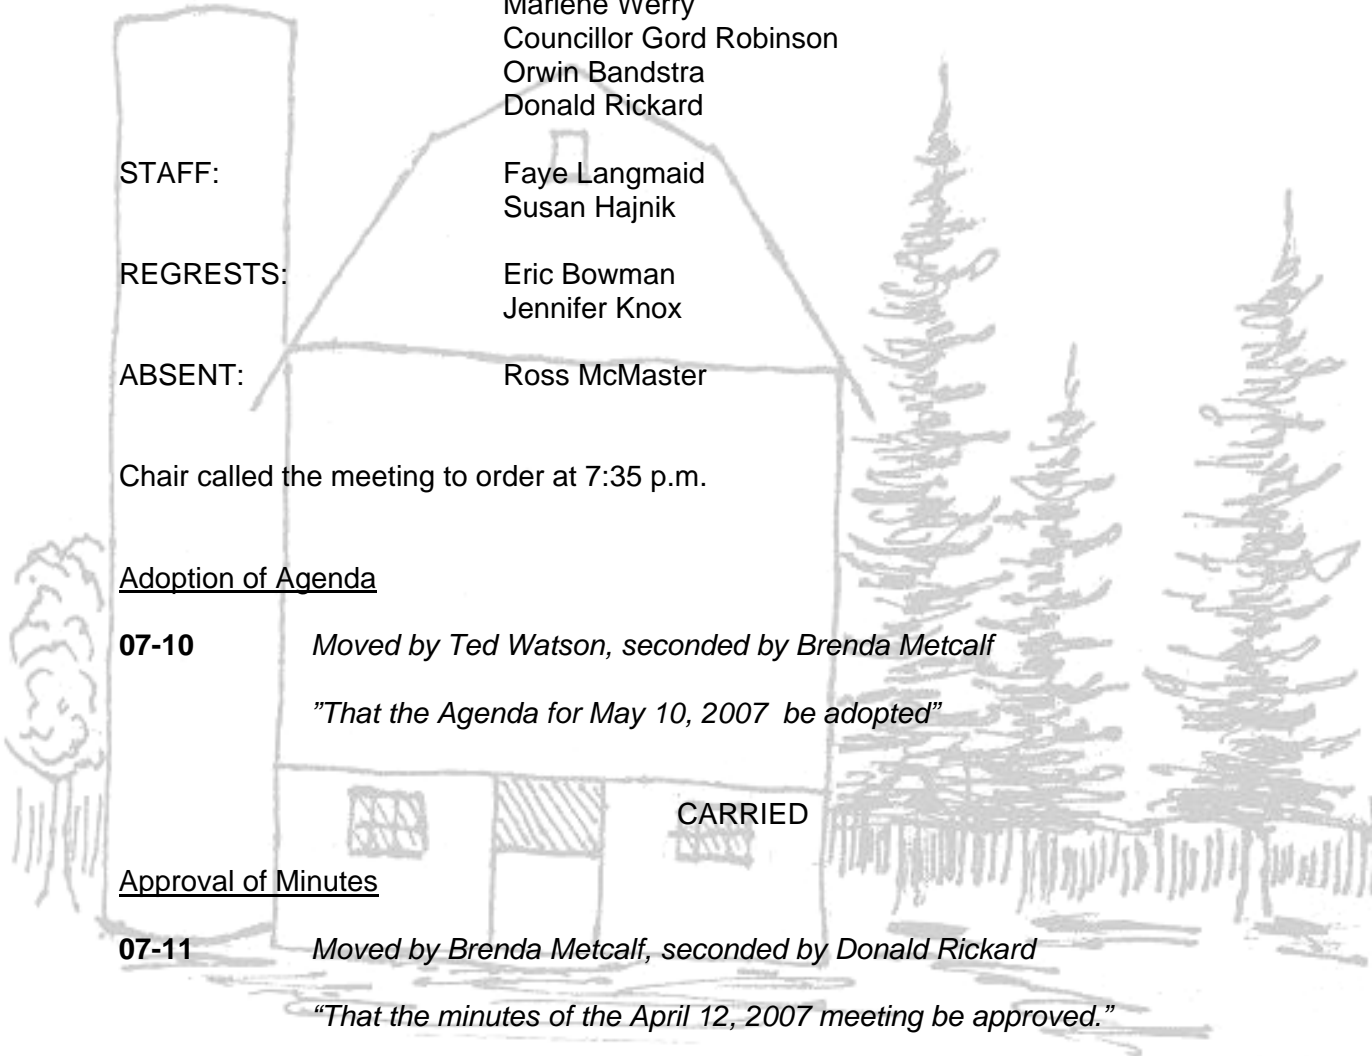 Marlene Werry
Councillor Gord Robinson
Orwin Bandstra
Donald Rickard
STAFF: Faye Langmaid
Susan Hajnik
REGRESTS: Eric Bowman
Jennifer Knox
ABSENT: Ross McMaster
Chair called the meeting to order at 7:35 p.m.
Adoption of Agenda
07-10 Moved by Ted Watson, seconded by Brenda Metcalf
”That the Agenda for May 10, 2007 be adopted”
CARRIED
Approval of Minutes
07-11 Moved by Brenda Metcalf, seconded by Donald Rickard
“That the minutes of the April 12, 2007 meeting be approved.”